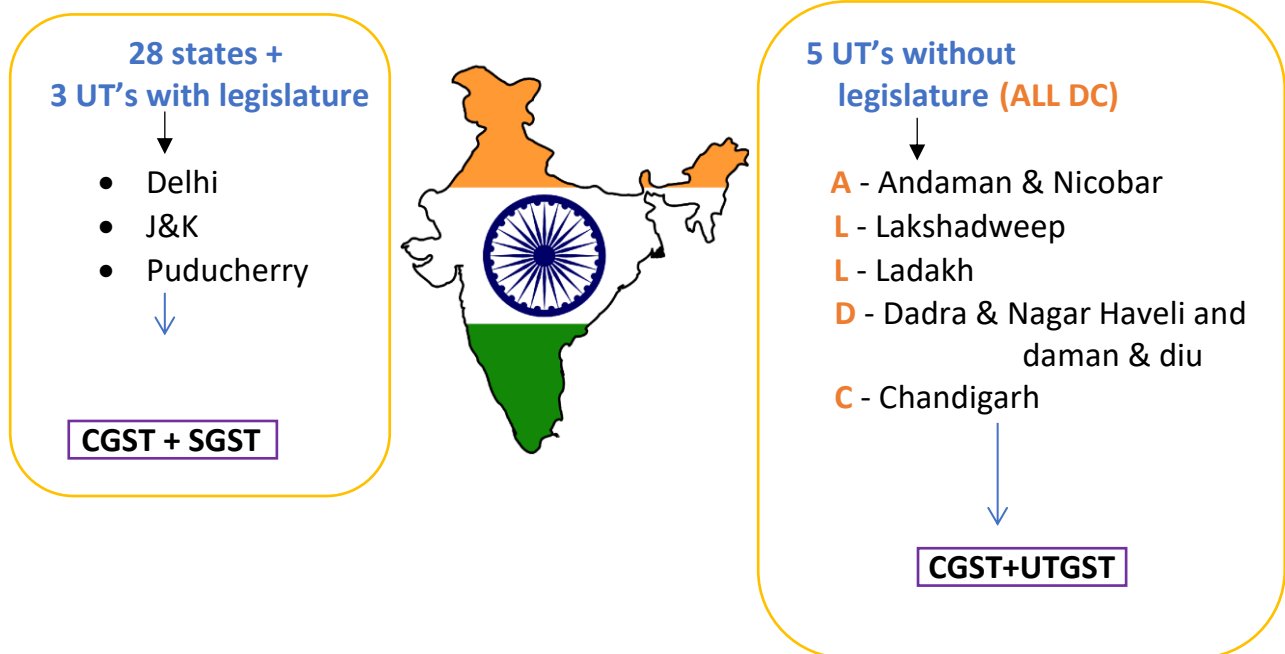 28 states +
3 UT's with legislature
• Delhi
• J&K
• Puducherry
CGST + SGST
5 UT's without
legislature (ALL DC)
A - Andaman & Nicobar
L - Lakshadweep
L - Ladakh
D - Dadra & Nagar Haveli and
daman & diu
C - Chandigarh
CGST+UTGST